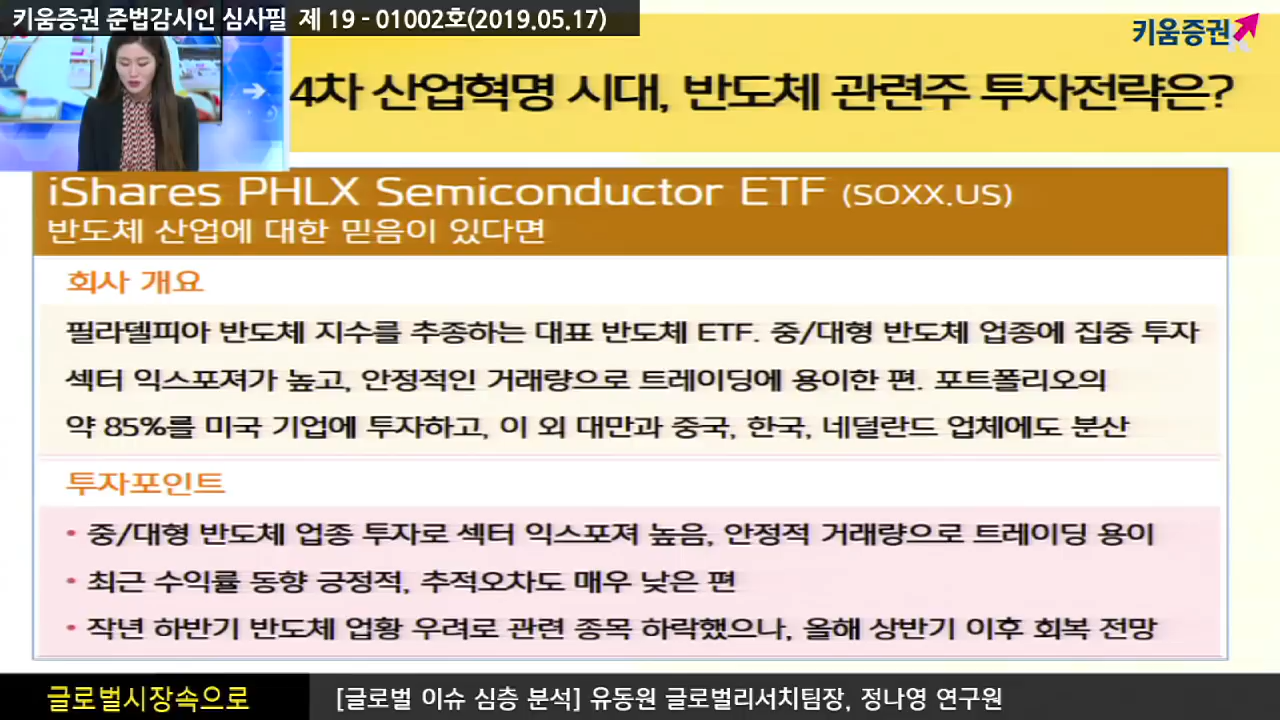 키움증권 준법감시인 심사필 제 19 - 01002호(2019.05.17)
키움증권
4차 산업혁명 시대, 반도체 관련주 투자전략은?
iShares PHLX Semiconductor ETF (SOXX.US)
반도체 산업에 대한 믿음이 있다면
회사 개요
필라델피아 반도체 지수를 추종하는 대표 반도체 ETF. 중/대형 반도체 업종에 집중 투자
섹터 익스포져가 높고, 안정적인 거래량으로 트레이딩에 용이한 편. 포트폴리오의
약 85%를 미국 기업에 투자하고, 이 외 대만과 중국, 한국, 네덜란드 업체에도 분산
투자포인트
• 중/대형 반도체 업종 투자로 섹터 익스포져 높음, 안정적 거래량으로 트레이딩 용이
• 최근 수익률 동향 긍정적, 추적오차도 매우 낮은 편
• 작년 하반기 반도체 업황 우려로 관련 종목 하락했으나, 올해 상반기 이후 회복 전망
글로벌시장속으로
[글로벌 이슈 심층 분석] 유동원 글로벌리서치팀장, 정나영 연구원